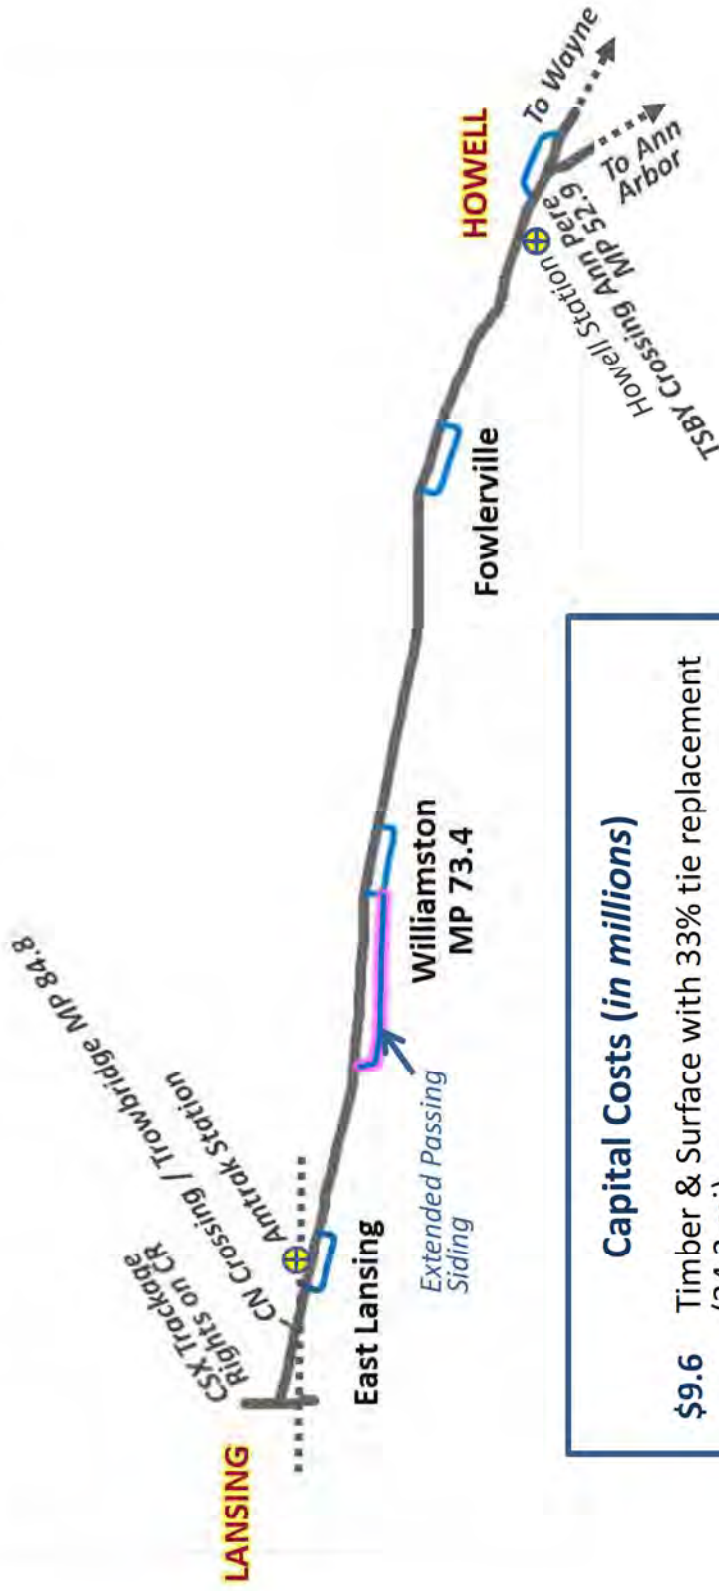 LANSING
CSX Trackage
Rights on CR
CN Crossing / Trowbridge MP 84.8
Amtrak Station
East Lansing
Extended Passing
Siding
Williamston
MP 73.4
Fowlerville
HOWELL
Howell Station
TSBY Crossing Ann Pere
MP 52.9
To Wayne
To Ann
Arbor
Capital Costs (in millions)
$9.6 Timber & Surface with 33% tie replacement